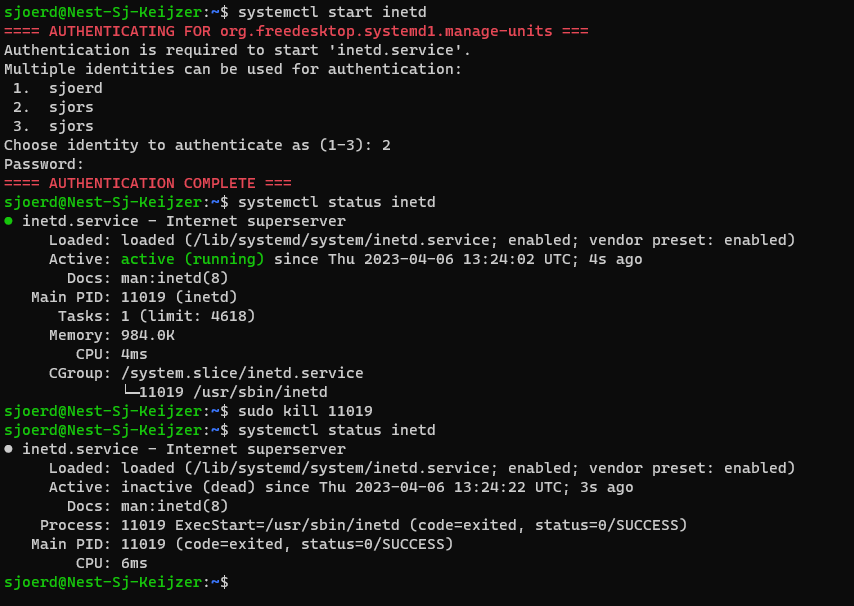 sjoerd@Nest-Sj-Keijzer:~$ systemctl start inetd
==== AUTHENTICATING FOR org.freedesktop.systemd1.manage-units ===
Authentication is required to start 'inetd.service'.
Multiple identities can be used for authentication:
 1.  sjoerd
 2.  sjors
 3.  sjors
Choose identity to authenticate as (1-3): 2
Password:
==== AUTHENTICATION COMPLETE ===
sjoerd@Nest-Sj-Keijzer:~$ systemctl status inetd
● inetd.service - Internet superserver
     Loaded: loaded (/lib/systemd/system/inetd.service; enabled; vendor preset: enabled)
     Active: active (running) since Thu 2023-04-06 13:24:02 UTC; 4s ago
       Docs: man:inetd(8)
   Main PID: 11019 (inetd)
      Tasks: 1 (limit: 4618)
     Memory: 984.0K
        CPU: 4ms
     CGroup: /system.slice/inetd.service
             └─11019 /usr/sbin/inetd
sjoerd@Nest-Sj-Keijzer:~$ sudo kill 11019
sjoerd@Nest-Sj-Keijzer:~$ systemctl status inetd
● inetd.service - Internet superserver
     Loaded: loaded (/lib/systemd/system/inetd.service; enabled; vendor preset: enabled)
     Active: inactive (dead) since Thu 2023-04-06 13:24:22 UTC; 3s ago
       Docs: man:inetd(8)
    Process: 11019 ExecStart=/usr/sbin/inetd (code=exited, status=0/SUCCESS)
   Main PID: 11019 (code=exited, status=0/SUCCESS)
        CPU: 6ms
sjoerd@Nest-Sj-Keijzer:~$